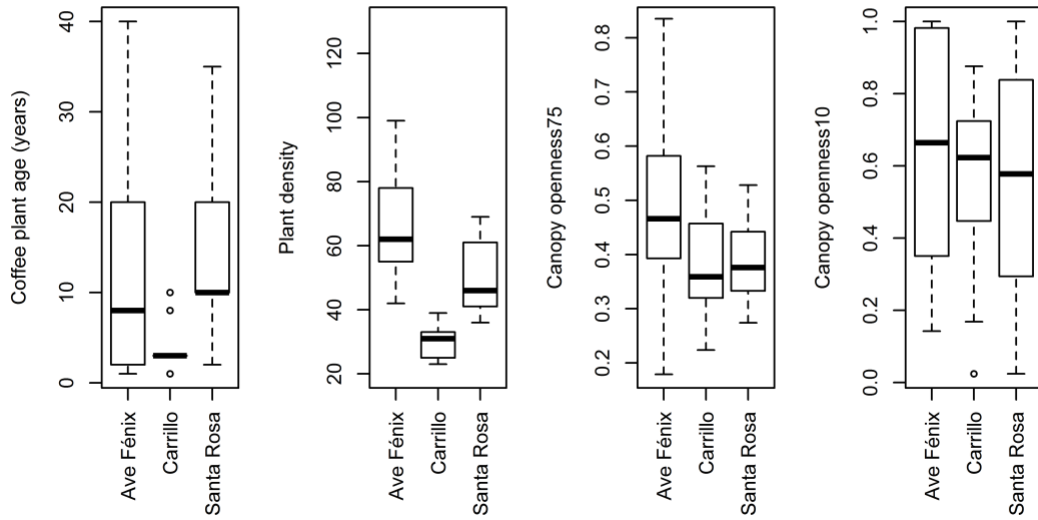 Coffee plant age (years)
0
10
20
30
40
Ave Fénix
Carrillo
Santa Rosa
Plant density
20
40
60
80
100
120
Ave Fénix
Carrillo
Santa Rosa
Canopy openness75
0.2
0.3
0.4
0.5
0.6
0.7
0.8
Ave Fénix
Carrillo
Santa Rosa
Canopy openness10
0.0
0.2
0.4
0.6
0.8
1.0
Ave Fénix
Carrillo
Santa Rosa